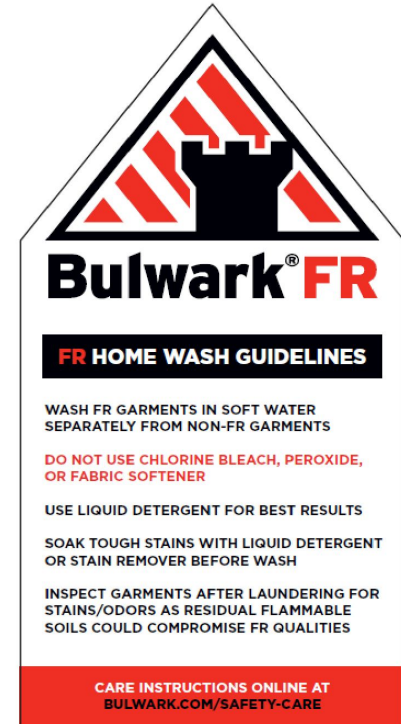 Bulwark® FR
FR HOME WASH GUIDELINES
WASH FR GARMENTS IN SOFT WATER
SEPARATELY FROM NON-FR GARMENTS
DO NOT USE CHLORINE BLEACH, PEROXIDE,
OR FABRIC SOFTENER
USE LIQUID DETERGENT FOR BEST RESULTS
SOAK TOUGH STAINS WITH LIQUID DETERGENT
OR STAIN REMOVER BEFORE WASH
INSPECT GARMENTS AFTER LAUNDERING FOR
STAINS/ODORS AS RESIDUAL FLAMMABLE
SOILS COULD COMPROMISE FR QUALITIES
CARE INSTRUCTIONS ONLINE AT
BULWARK.COM/SAFETY-CARE